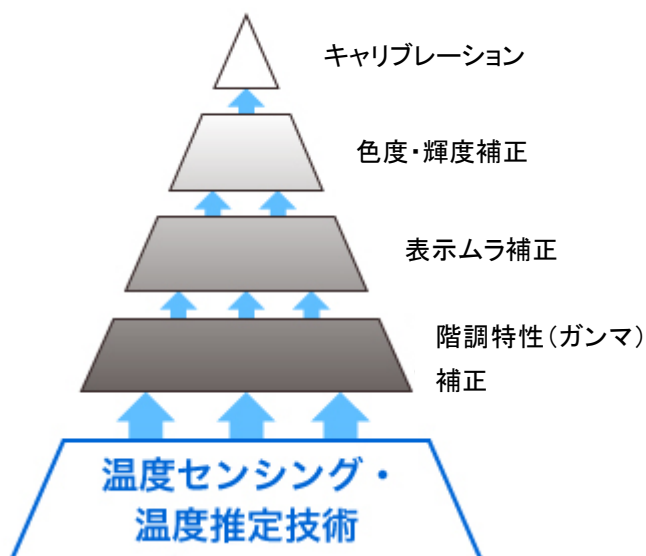 キャリブレーション
色度・輝度補正
表示ムラ補正
階調特性（ガンマ）
補正
温度センシング・
温度推定技術